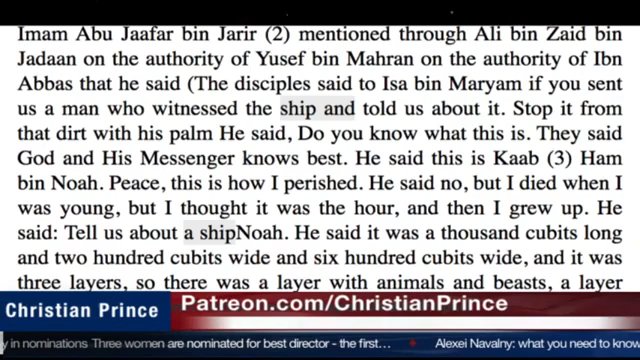 Imam Abu Jaafar bin Jarir (2) mentioned through Ali bin Zaid bin
Jadaan on the authority of Yusef bin Mahran on the authority of Ibn
Abbas that he said (The disciples said to Isa bin Maryam if you sent
us a man who witnessed the ship and told us about it. Stop it from
that dirt with his palm He said, Do you know what this is. They said
God and His Messenger knows best. He said this is Kaab (3) Ham
bin Noah. Peace, this is how I perished. He said no, but I died when I
was young, but I thought it was the hour, and then I grew up. He
said: Tell us about a shipNoah. He said it was a thousand cubits long
and two hundred cubits wide and six hundred cubits wide, and it was
three layers, so there was a layer with animals and beasts, a layer
Christian Prince
Patreon.com/ChristianPrince
y in nominations Three women are nominated for best director - the first... Alexei Navalny: what you need to know